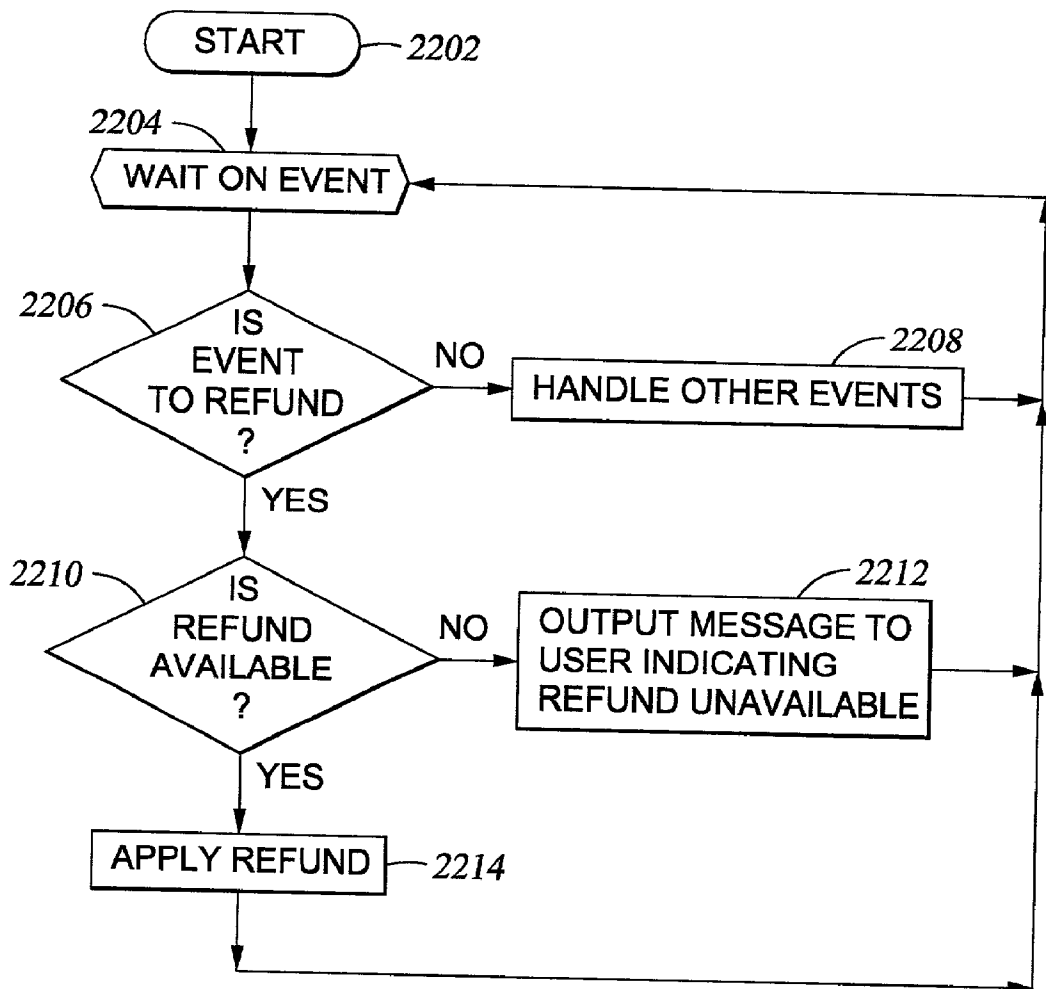 START
2202
2204
WAIT ON EVENT
2206
IS
EVENT
TO REFUND
?
NO
2208
HANDLE OTHER EVENTS
YES
2210
IS
REFUND
AVAILABLE
?
NO
2212
OUTPUT MESSAGE TO
USER INDICATING
REFUND UNAVAILABLE
YES
APPLY REFUND
2214